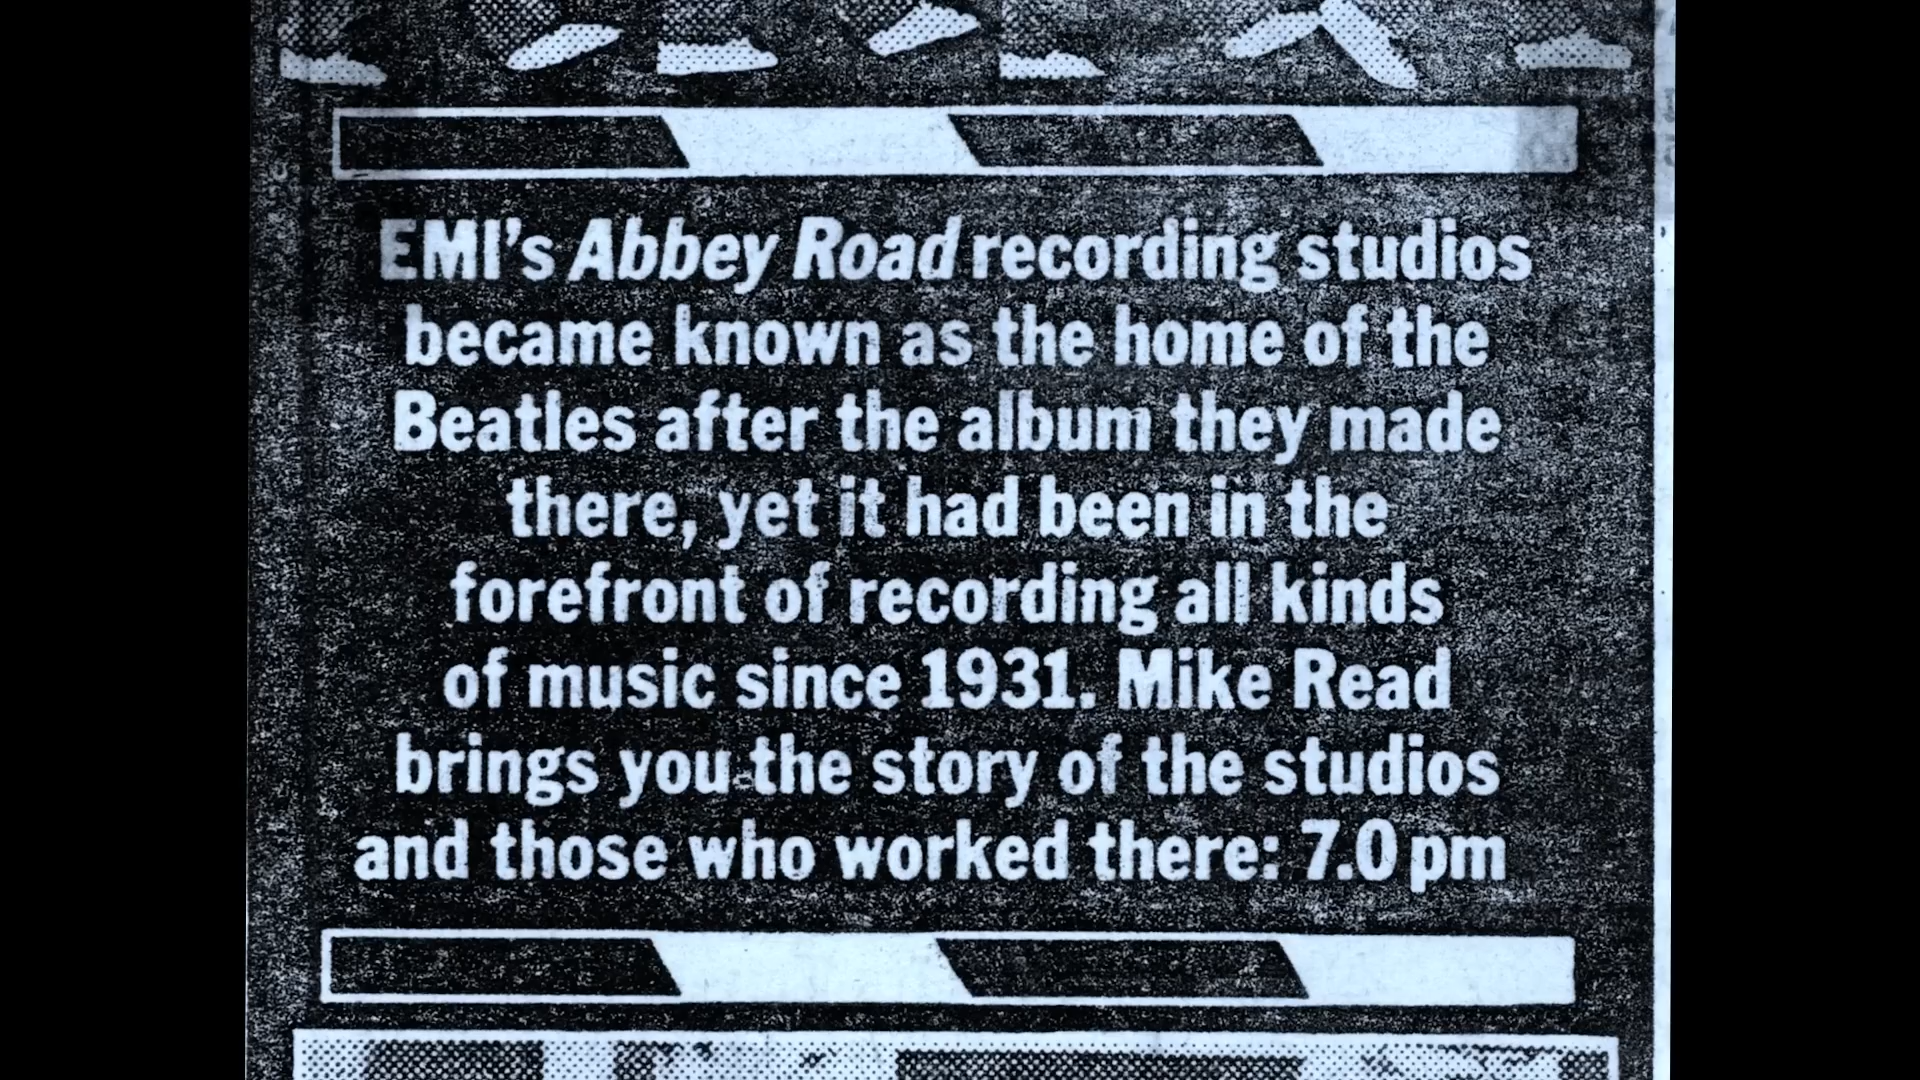 EMI's Abbey Road recording studios
became known as the home of the
Beatles after the album they made
there, yet it had been in the
forefront of recording all kinds
of music since 1931. Mike Read
brings you the story of the studios
and those who worked there: 7.0 pm